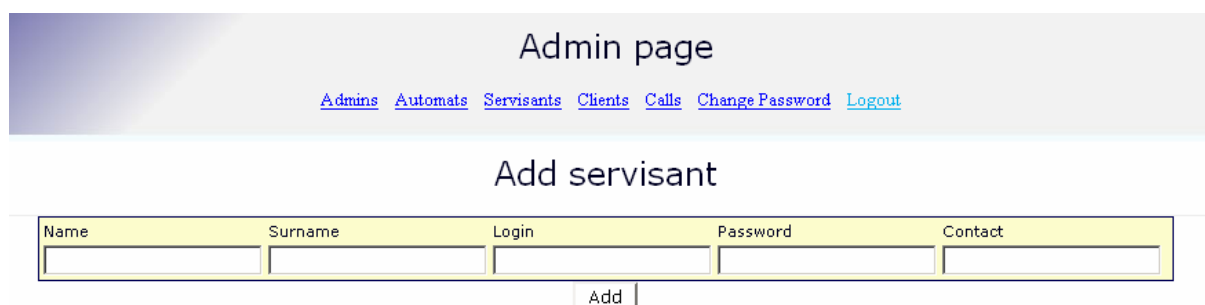 Admin page
Admins Automats Servisants Clients Calls Change Password Logout
Add servisant
Name Surname Login Password Contact
Add